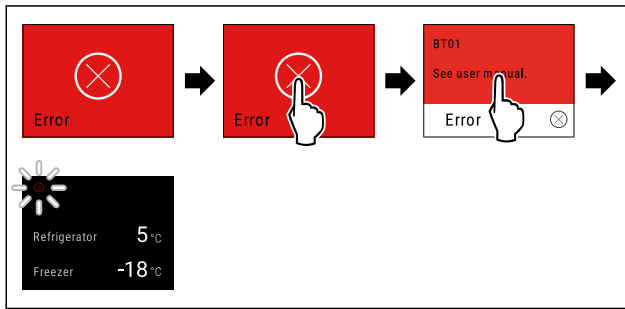 Error
Error
BT01
See user manual.
Error
Refrigerator 5 °C
Freezer -18 °C